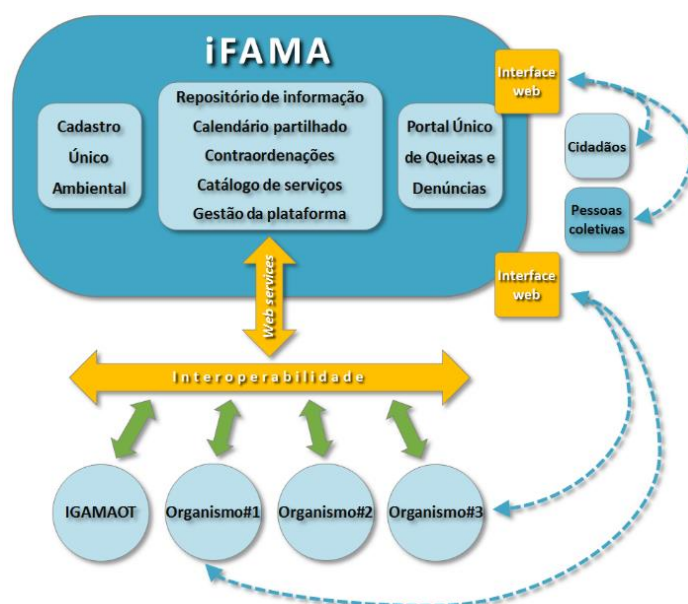 iFAMA
Interface
web
Cadastro
Único
Ambiental
Repositório de informação
Calendário partilhado
Contraordenações
Catálogo de serviços
Gestão da plataforma
Portal Único
de Queixas e
Denúncias
Cidadãos
Pessoas
coletivas
Interface
web
Web services
Interoperabilidade
IGAMAOT
Organismo#1
Organismo#2
Organismo#3